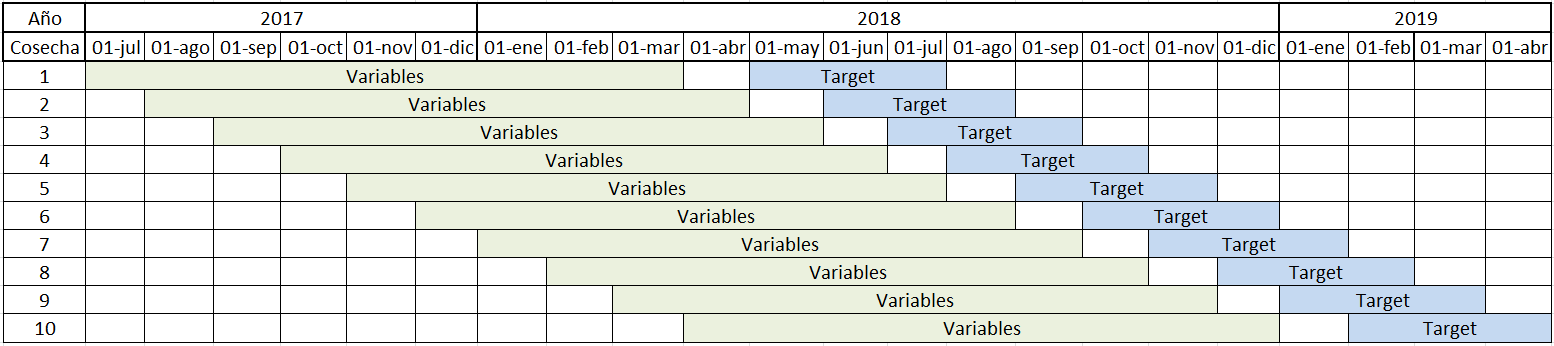 Año 2017 2018 2019
Cosecha 01-jul 01-ago 01-sep 01-oct 01-nov 01-dic 01-ene 01-feb 01-mar 01-abr 01-may 01-jun 01-jul 01-ago 01-sep 01-oct 01-nov 01-dic 01-ene 01-feb 01-mar 01-abr
1 Variables Target
2 Variables Target
3 Variables Target
4 Variables Target
5 Variables Target
6 Variables Target
7 Variables Target
8 Variables Target
9 Variables Target
10 Variables Target